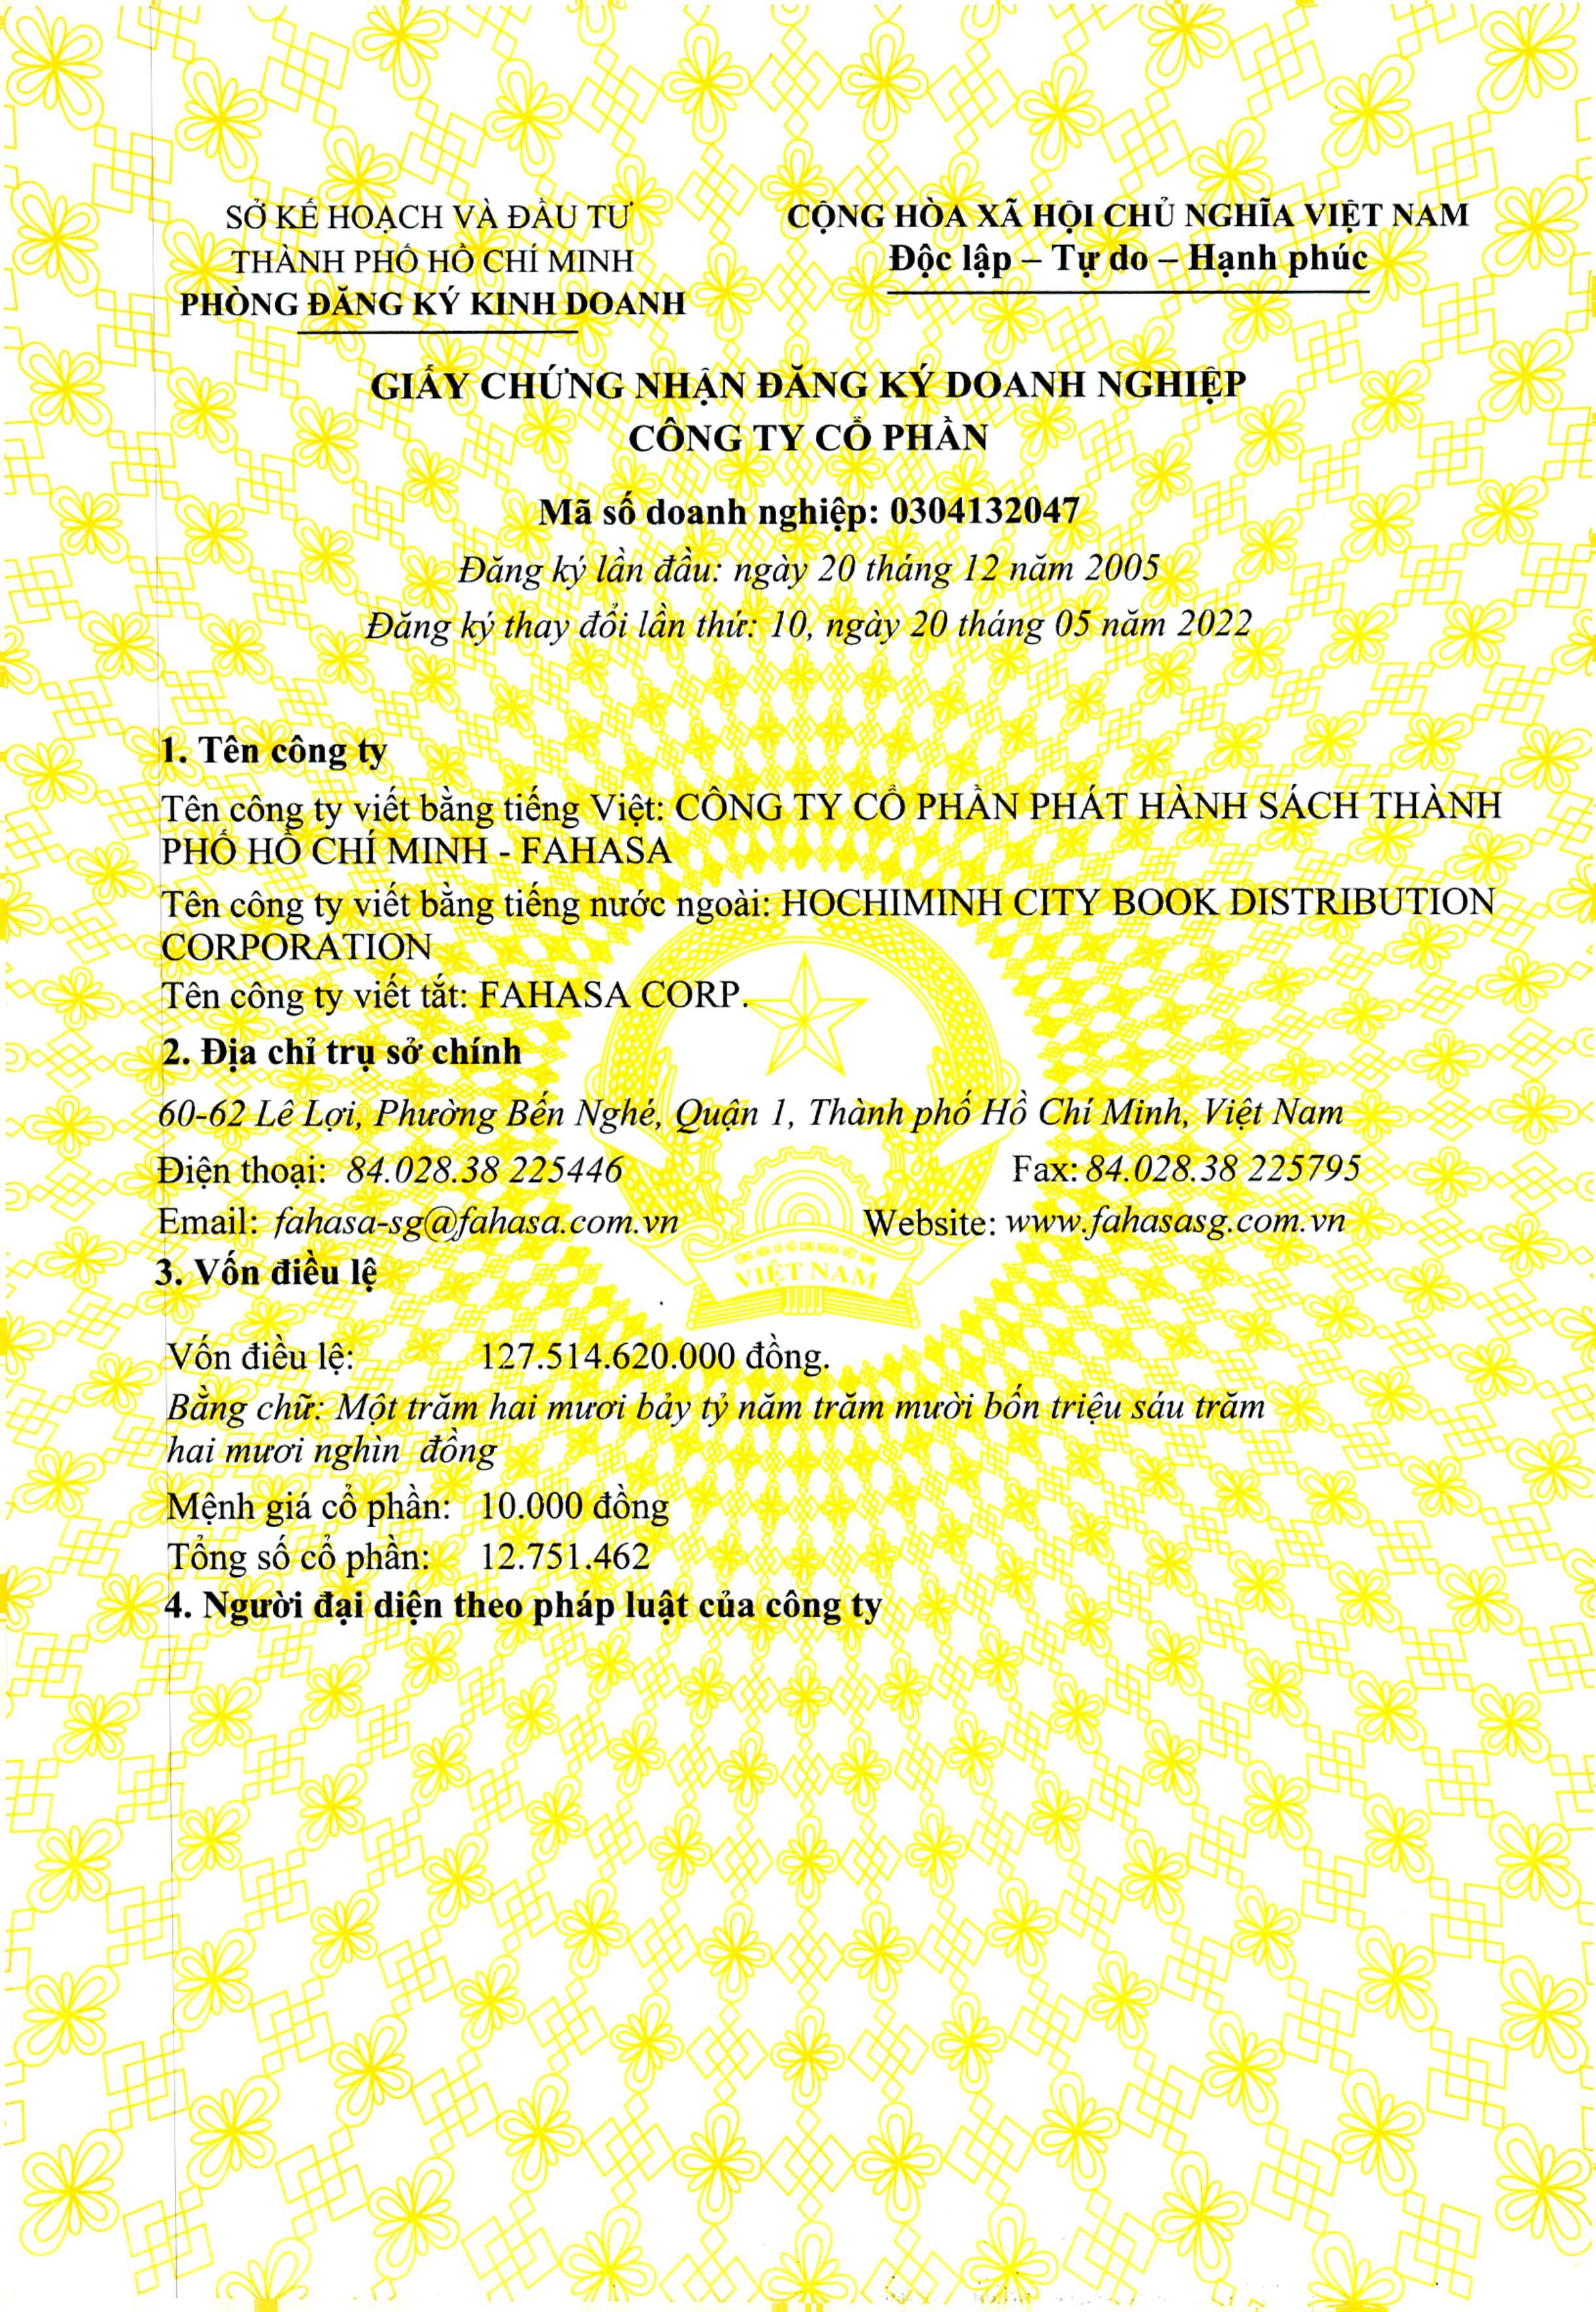 SỞ KẾ HOẠCH VÀ ĐẦU TƯ
THÀNH PHỐ HỒ CHÍ MINH
PHÒNG ĐĂNG KÝ KINH DOANH
CỘNG HÒA XÃ HỘI CHỦ NGHĨA VIỆT NAM
Độc lập – Tự do – Hạnh phúc
GIẤY CHỨNG NHẬN ĐĂNG KÝ DOANH NGHIỆP
CÔNG TY CỔ PHẦN
Mã số doanh nghiệp: 0304132047
Đăng ký lần đầu: ngày 20 tháng 12 năm 2005
Đăng ký thay đổi lần thứ: 10, ngày 20 tháng 05 năm 2022
1. Tên công ty
Tên công ty viết bằng tiếng Việt: CÔNG TY CỔ PHẦN PHÁT HÀNH SÁCH THÀNH
PHỐ HỒ CHÍ MINH - FAHASA
Tên công ty viết bằng tiếng nước ngoài: HOCHIMINH CITY BOOK DISTRIBUTION
CORPORATION
Tên công ty viết tắt: FAHASA CORP.
2. Địa chỉ trụ sở chính
60-62 Lê Lợi, Phường Bến Nghé, Quận 1, Thành phố Hồ Chí Minh, Việt Nam
Điện thoại: 84.028.38 225446 Fax: 84.028.38 225795
Email: fahasa-sg@fahasa.com.vn Website: www.fahasasg.com.vn
CỘNG HÒA XÃ HỘI CHỦ NGHĨA VIỆT NAM
VIỆT NAM
3. Vốn điều lệ
Vốn điều lệ: 127.514.620.000 đồng.
Bằng chữ: Một trăm hai mươi bảy tỷ năm trăm mười bốn triệu sáu trăm
hai mươi nghìn đồng
Mệnh giá cổ phần: 10.000 đồng
Tổng số cổ phần: 12.751.462
4. Người đại diện theo pháp luật của công ty